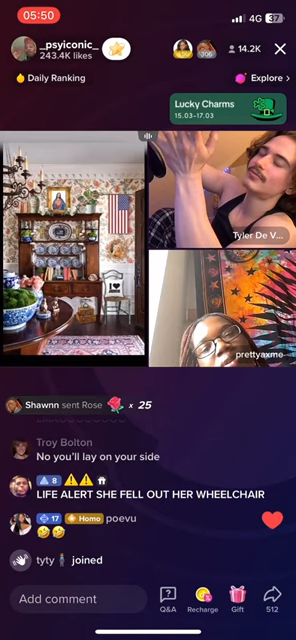 05:50
4G 37
_psyiconic_
243.4K likes
14.2K
Daily Ranking
Explore >
Lucky Charms
15.03-17.03
Tyler De V...
prettyaxme
Shawnn sent Rose x 25
Troy Bolton
No you'll lay on your side
8
LIFE ALERT SHE FELL OUT HER WHEELCHAIR
17 Homo poevu
🤣🤣
tyty joined
Add comment
Q&A
Recharge
Gift
512